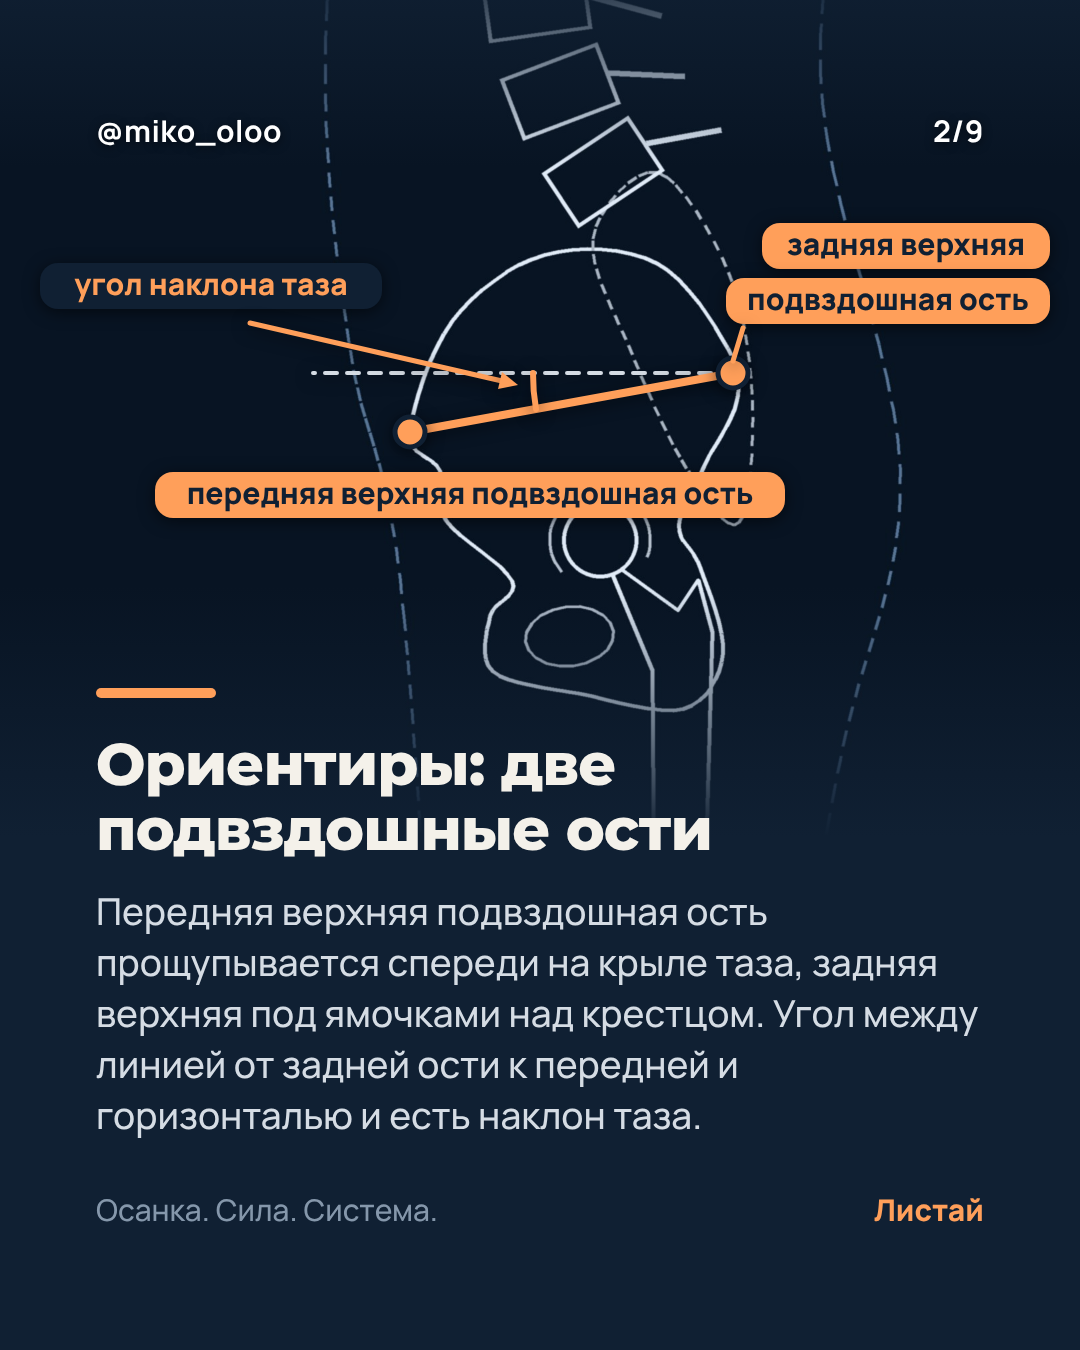 @miko_oloo
2/9
задняя верхняя
подвздошная ость
угол наклона таза
передняя верхняя подвздошная ость
Ориентиры: две
подвздошные ости
Передняя верхняя подвздошная ость
прощупывается спереди на крыле таза, задняя
верхняя под ямочками над крестцом. Угол между
линией от задней ости к передней и
горизонталью и есть наклон таза.
Осанка. Сила. Система.
Листай